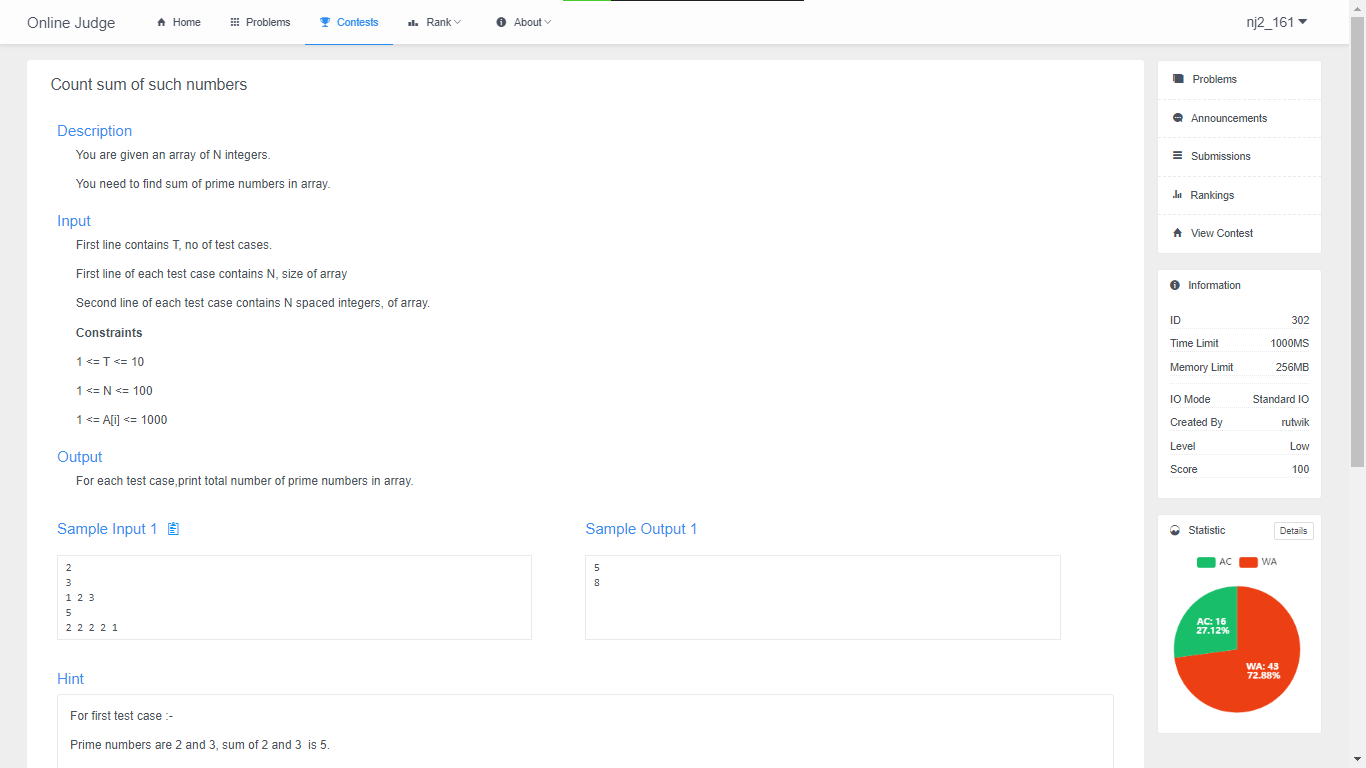 Online Judge Home Problems Contests Rank About nj2_161
Count sum of such numbers
Description
You are given an array of N integers.
You need to find sum of prime numbers in array.
Input
First line contains T, no of test cases.
First line of each test case contains N, size of array
Second line of each test case contains N spaced integers, of array.
Constraints
1 <= T <= 10
1 <= N <= 100
1 <= A[i] <= 1000
Output
For each test case,print total number of prime numbers in array.
Sample Input 1
2
3
1 2 3
5
2 2 2 2 1
Sample Output 1
5
8
Hint
For first test case :-
Prime numbers are 2 and 3, sum of 2 and 3  is 5.
Problems
Announcements
Submissions
Rankings
View Contest
Information
ID 302
Time Limit 1000MS
Memory Limit 256MB
IO Mode Standard IO
Created By rutwik
Level Low
Score 100
Statistic Details
AC WA
AC: 16
27.12%
WA: 43
72.88%